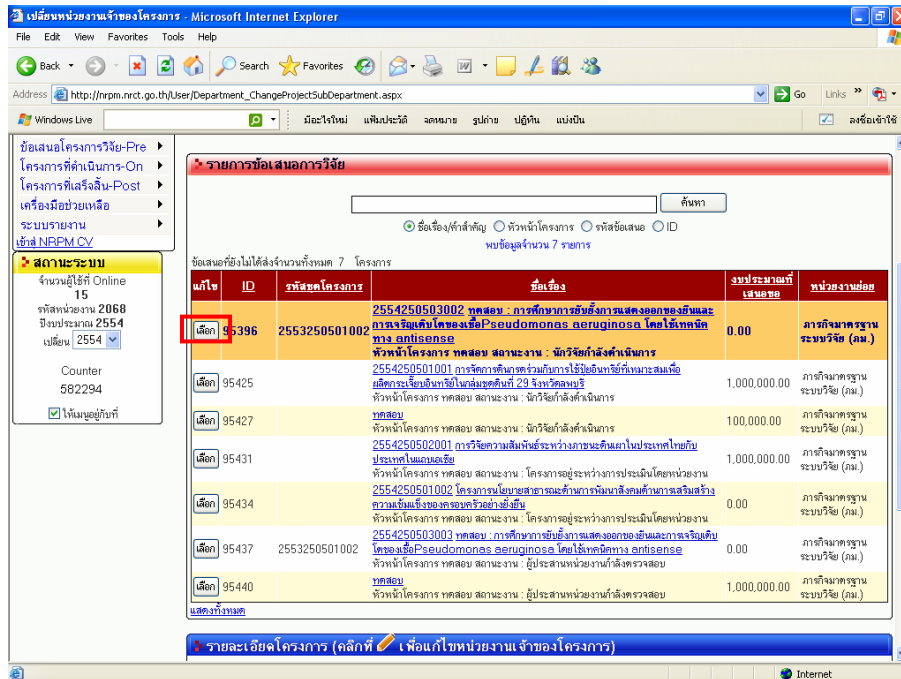 เปลี่ยนหน่วยงานเจ้าของโครงการ - Microsoft Internet Explorer
File Edit View Favorites Tools Help
Back Search Favorites
Address http://nrpm.nrct.go.th/User/Department_ChangeProjectSubDepartment.aspx Go Links »
Windows Live มีอะไรใหม่ แฟ้มประวัติ จดหมาย รูปถ่าย ปฏิทิน แบ่งปัน ลงชื่อเข้าใช้
ข้อเสนอโครงการวิจัย-Pre
โครงการที่ดำเนินการ-On
โครงการที่เสร็จสิ้น-Post
เครื่องมือช่วยเหลือ
ระบบรายงาน
เข้าสู่ NRPM CV
สถานะระบบ
จำนวนผู้ใช้ที่ Online
15
รหัสหน่วยงาน 2068
ปีงบประมาณ 2554
เปลี่ยน 2554
Counter
582294
ให้เมนูอยู่กับที่
รายการข้อเสนอการวิจัย
ค้นหา
ชื่อเรื่อง/คำสำคัญ หัวหน้าโครงการ รหัสข้อเสนอ ID
พบข้อมูลจำนวน 7 รายการ
ข้อเสนอที่ยังไม่ได้ส่งจำนวนทั้งหมด 7 โครงการ
แก้ไข ID รหัสชุดโครงการ ชื่อเรื่อง งบประมาณที่เสนอขอ หน่วยงานย่อย
เลือก 95396 2553250501002 2554250503002 ทดสอบ : การศึกษาการยับยั้งการแสดงออกของยีนและ
การเจริญเติบโตของเชื้อPseudomonas aeruginosa โดยใช้เทคนิค
ทาง antisense
หัวหน้าโครงการ ทดสอบ สถานะงาน : นักวิจัยกำลังดำเนินการ 0.00 ภารกิจมาตรฐาน
ระบบวิจัย (ภม.)
เลือก 95425 2554250501001 การจัดการดินกรดร่วมกับการใช้ปุ๋ยอินทรีย์ที่เหมาะสมเพื่อ
ผลิตกระเจี๊ยบอินทรีย์ในกลุ่มชุดดินที่ 29 จังหวัดลพบุรี
หัวหน้าโครงการ ทดสอบ สถานะงาน : นักวิจัยกำลังดำเนินการ 1,000,000.00 ภารกิจมาตรฐาน
ระบบวิจัย (ภม.)
เลือก 95427 ทดสอบ
หัวหน้าโครงการ ทดสอบ สถานะงาน : นักวิจัยกำลังดำเนินการ 100,000.00 ภารกิจมาตรฐาน
ระบบวิจัย (ภม.)
เลือก 95431 2554250502001 การวิจัยความสัมพันธ์ระหว่างภาชนะดินเผาในประเทศไทยกับ
ประเทศในแถบเอเชีย
หัวหน้าโครงการ ทดสอบ สถานะงาน : โครงการอยู่ระหว่างการประเมินโดยหน่วยงาน 1,000,000.00 ภารกิจมาตรฐาน
ระบบวิจัย (ภม.)
เลือก 95434 2554250501002 โครงการนโยบายสาธารณะด้านการพัฒนาสังคมด้านการเสริมสร้าง
ความเข้มแข็งของครอบครัวอย่างยั่งยืน
หัวหน้าโครงการ ทดสอบ สถานะงาน : โครงการอยู่ระหว่างการประเมินโดยหน่วยงาน 0.00 ภารกิจมาตรฐาน
ระบบวิจัย (ภม.)
เลือก 95437 2553250501002 2554250503003 ทดสอบ : การศึกษาการยับยั้งการแสดงออกของยีนและการเจริญเติบ
โตของเชื้อPseudomonas aeruginosa โดยใช้เทคนิคทาง antisense
หัวหน้าโครงการ ทดสอบ สถานะงาน : ผู้ประสานหน่วยงานกำลังตรวจสอบ 0.00 ภารกิจมาตรฐาน
ระบบวิจัย (ภม.)
เลือก 95440 ทดสอบ
หัวหน้าโครงการ ทดสอบ สถานะงาน : ผู้ประสานหน่วยงานกำลังตรวจสอบ 1,000,000.00 ภารกิจมาตรฐาน
ระบบวิจัย (ภม.)
แสดงทั้งหมด
รายละเอียดโครงการ (คลิกที่ เพื่อแก้ไขหน่วยงานเจ้าของโครงการ)
Internet